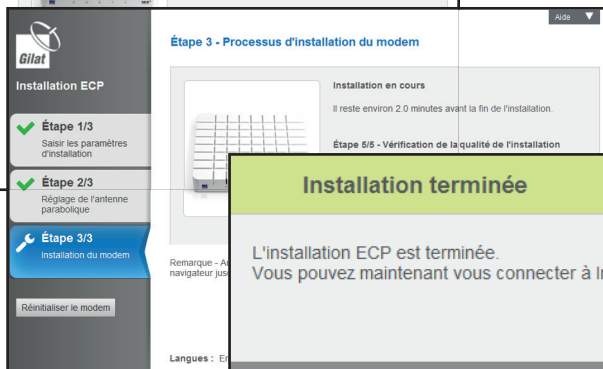 Aide
Gilat
Installation ECP
Étape 1/3
Saisir les paramètres
d'installation
Étape 2/3
Réglage de l'antenne
parabolique
Étape 3/3
Installation du modem
Réinitialiser le modem
Étape 3 - Processus d'installation du modem
Installation en cours
Il reste environ 2.0 minutes avant la fin de l'installation.
Étape 5/5 - Vérification de la qualité de l'installation
Remarque -
navigateur
Langues :
Installation terminée
L'installation ECP est terminée.
Vous pouvez maintenant vous connecter à